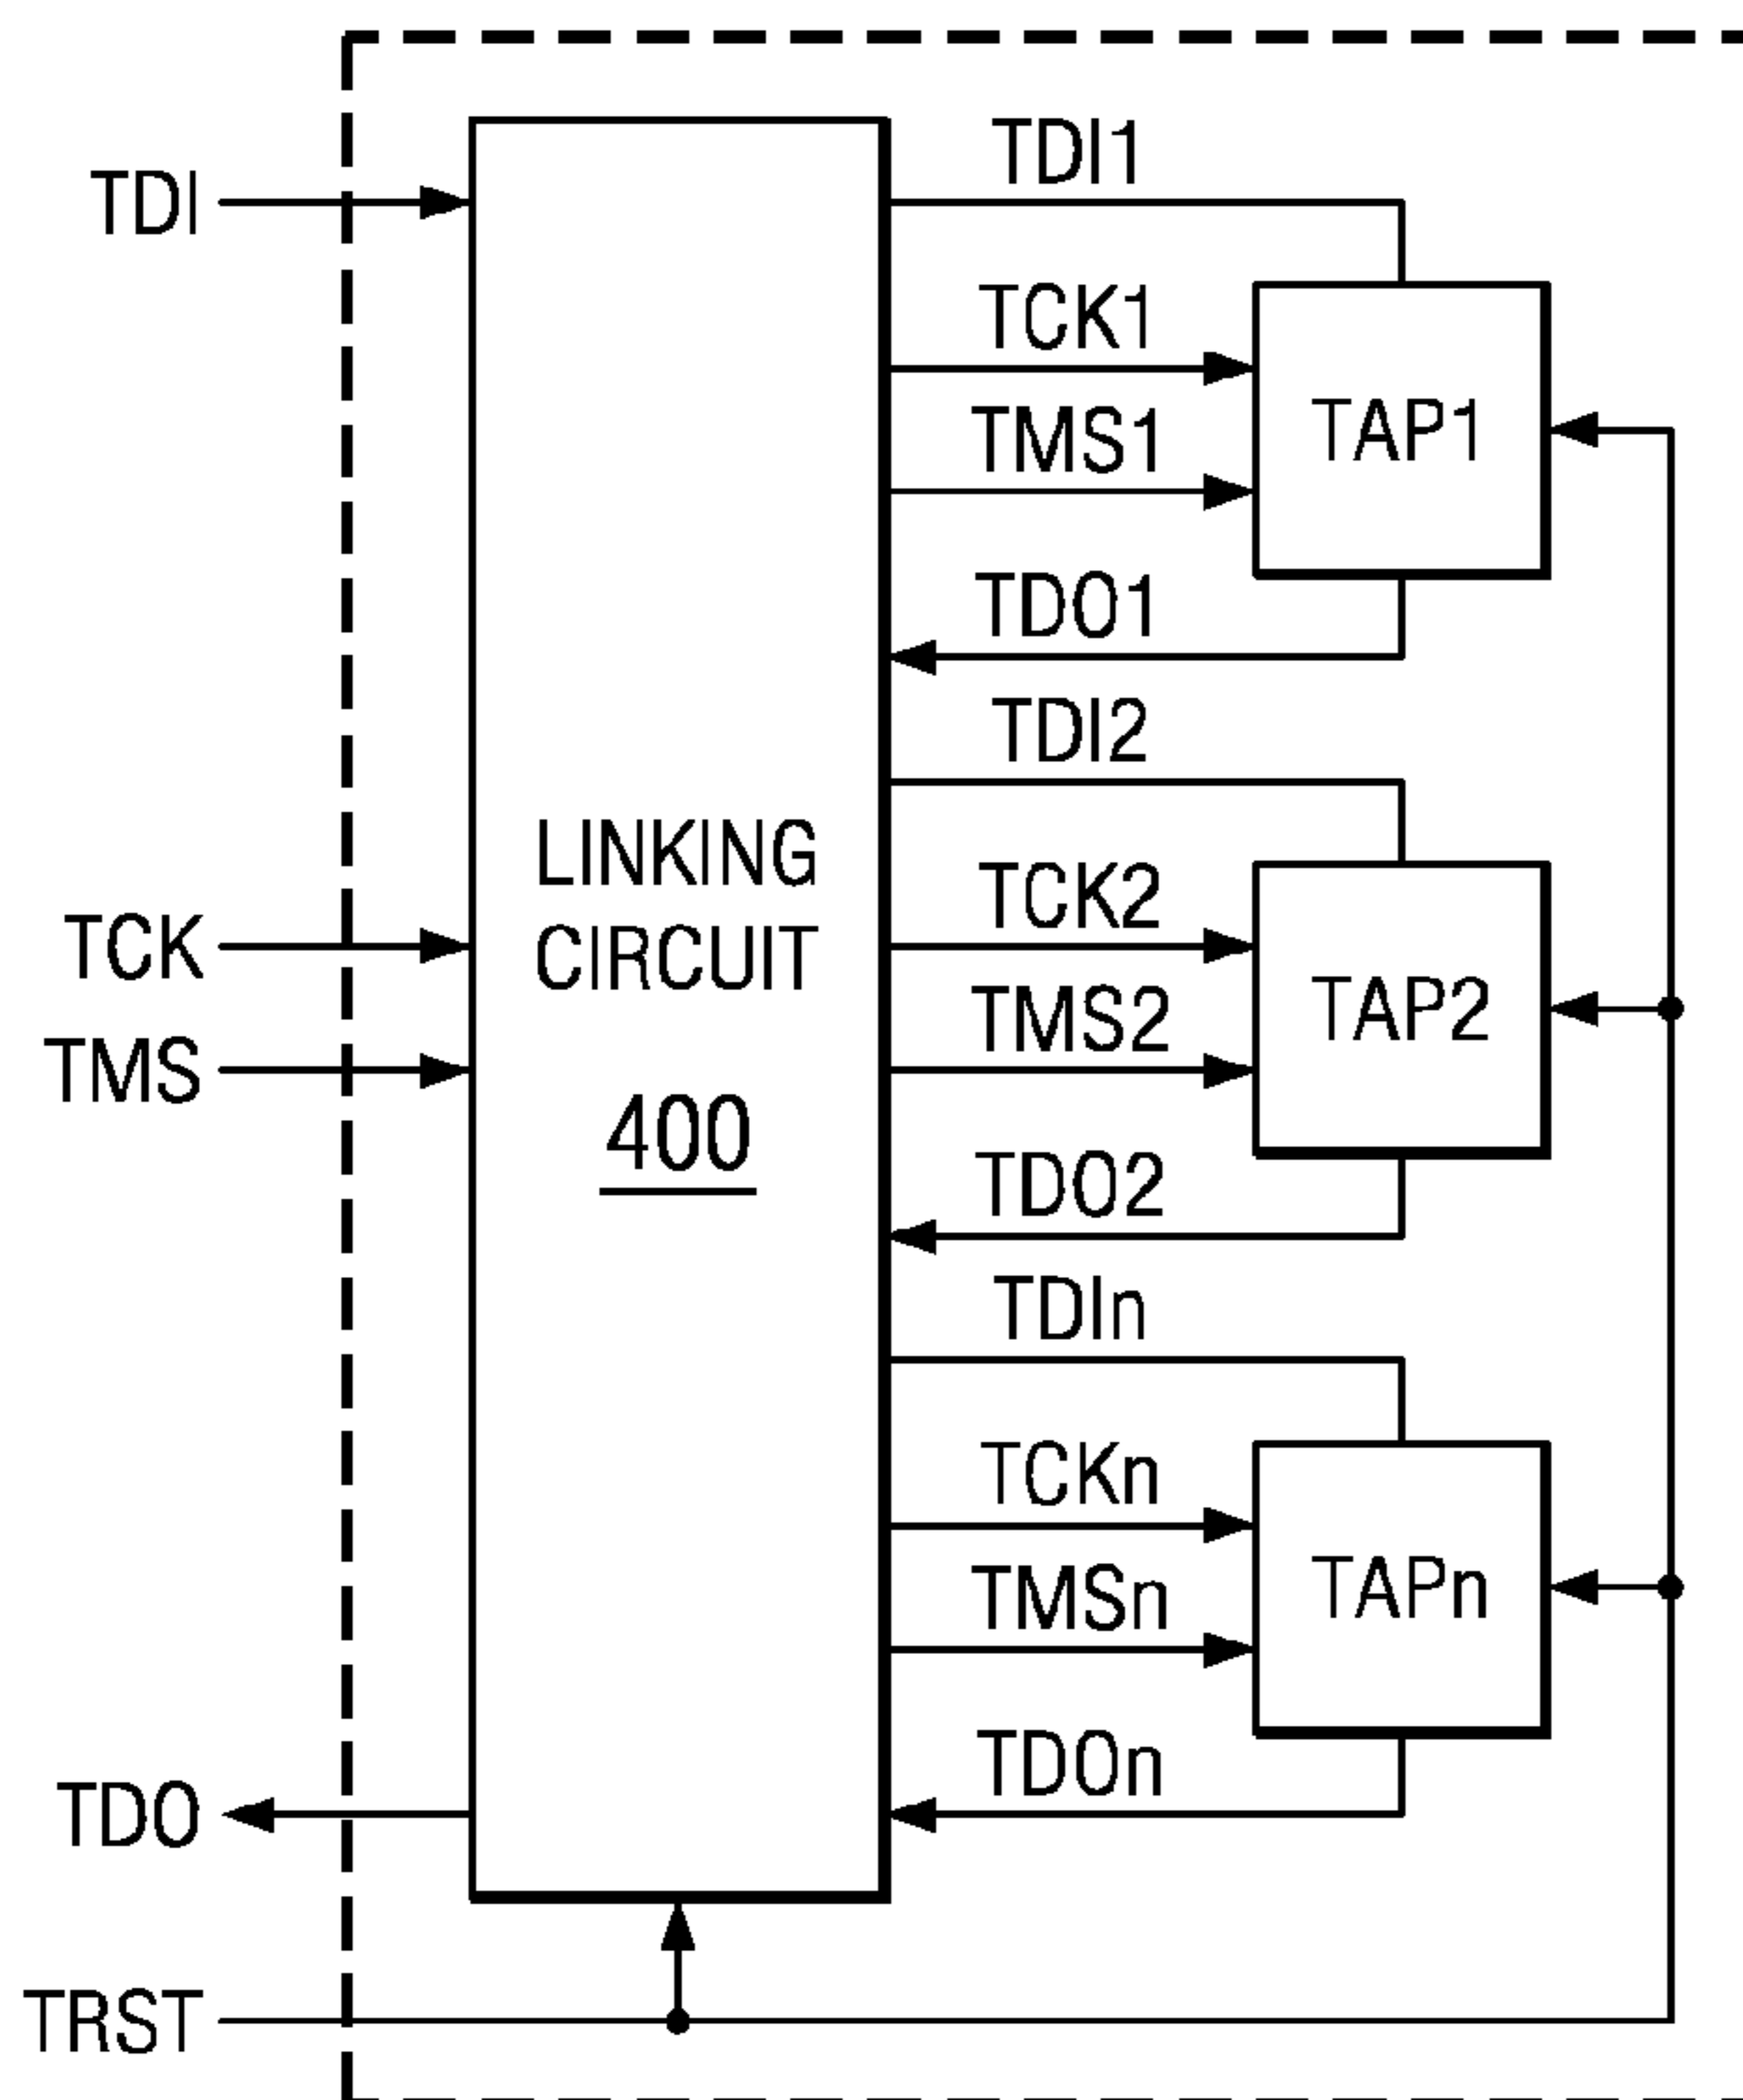 TDI
TCK
TMS
TDO
TRST
LINKING
CIRCUIT
400
TDI1
TCK1
TMS1
TDO1
TAP1
TDI2
TCK2
TMS2
TDO2
TAP2
TDIn
TCKn
TMSn
TDOn
TAPn